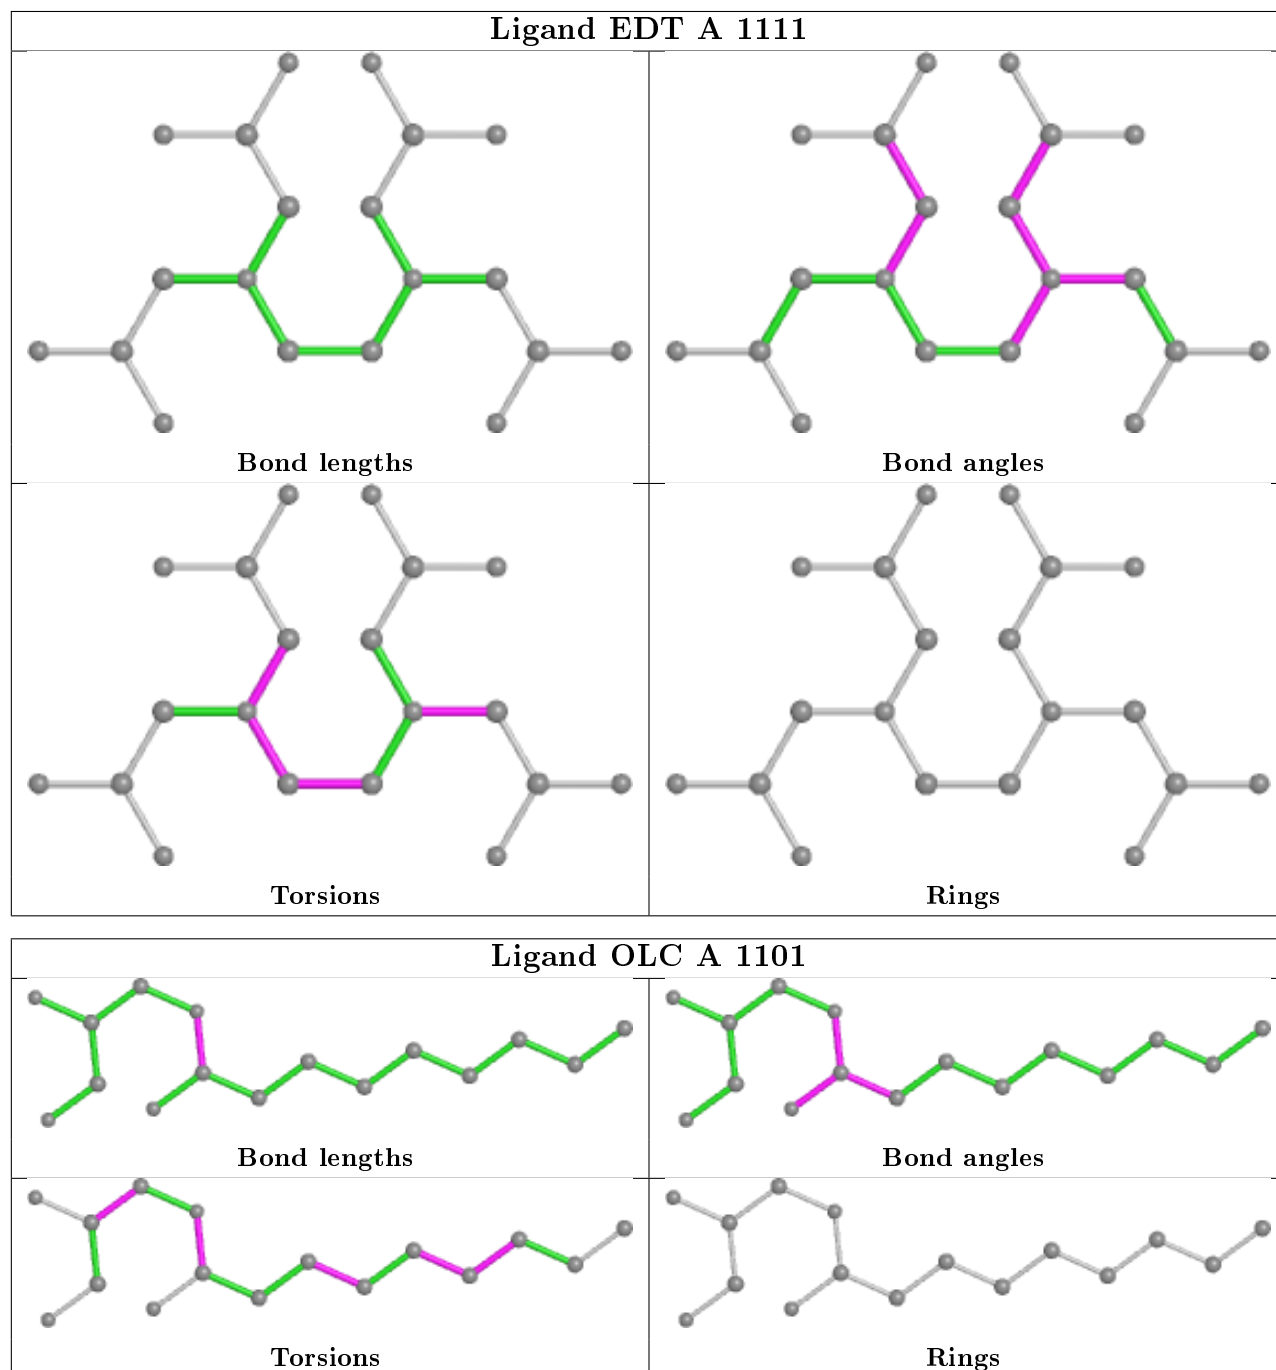 Ligand EDT A 1111
Bond lengths
Bond angles
Torsions
Rings
Ligand OLC A 1101
Bond lengths
Bond angles
Torsions
Rings